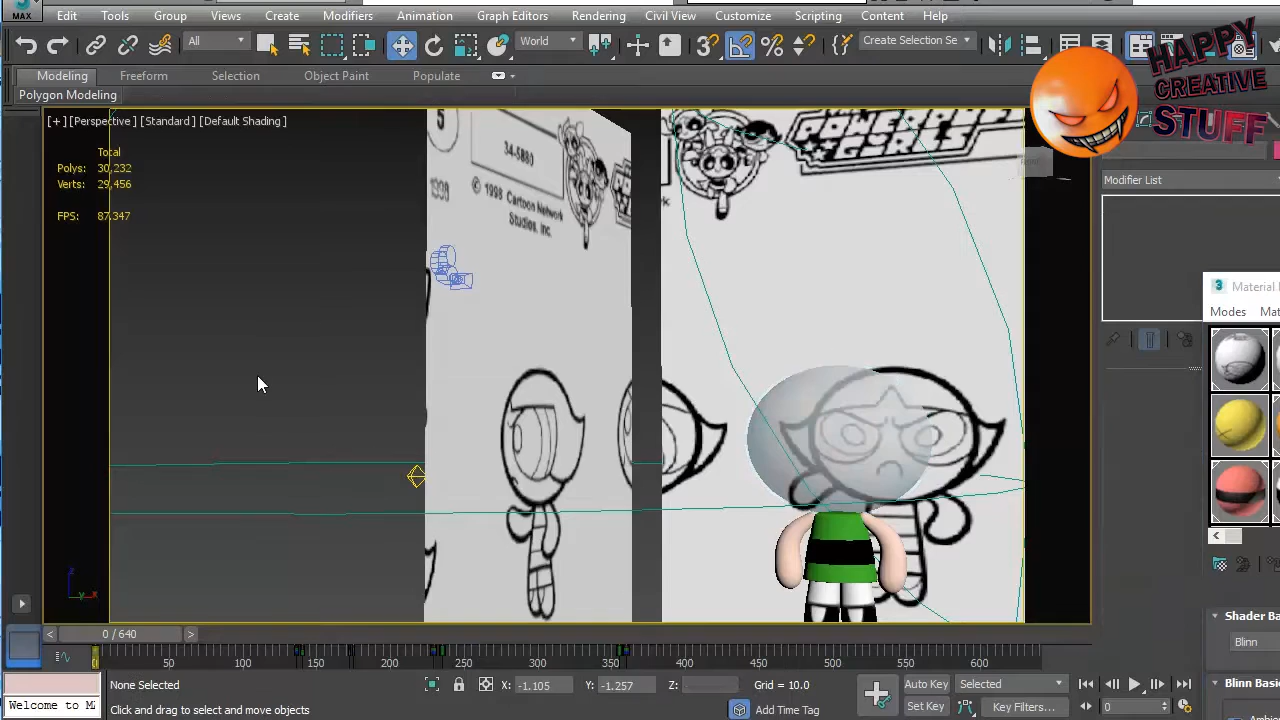 MAX
Edit Tools Group Views Create Modifiers Animation Graph Editors Rendering Civil View Customize Scripting Content Help
All
World
Create Selection Se
Modeling Freeform Selection Object Paint Populate
Polygon Modeling
HAPPY
CREATIVE
STUFF
[+] [Perspective] [Standard] [Default Shading]
Total
Polys: 30,232
Verts: 29,456
FPS: 87.347
5
34-5880
1998
© 1998 Cartoon Network
Studios, Inc.
POWERPUFF
GIRLS
Modifier List
Material
Modes
0 / 640
50 100 150 200 250 300 350 400 450 500 550 600
None Selected
X: -1.105
Y: -1.257
Z:
Grid = 10.0
Auto Key
Selected
Welcome to M
Click and drag to select and move objects
Add Time Tag
Set Key
Key Filters...
0
Shader Ba
Blinn
Blinn Basic